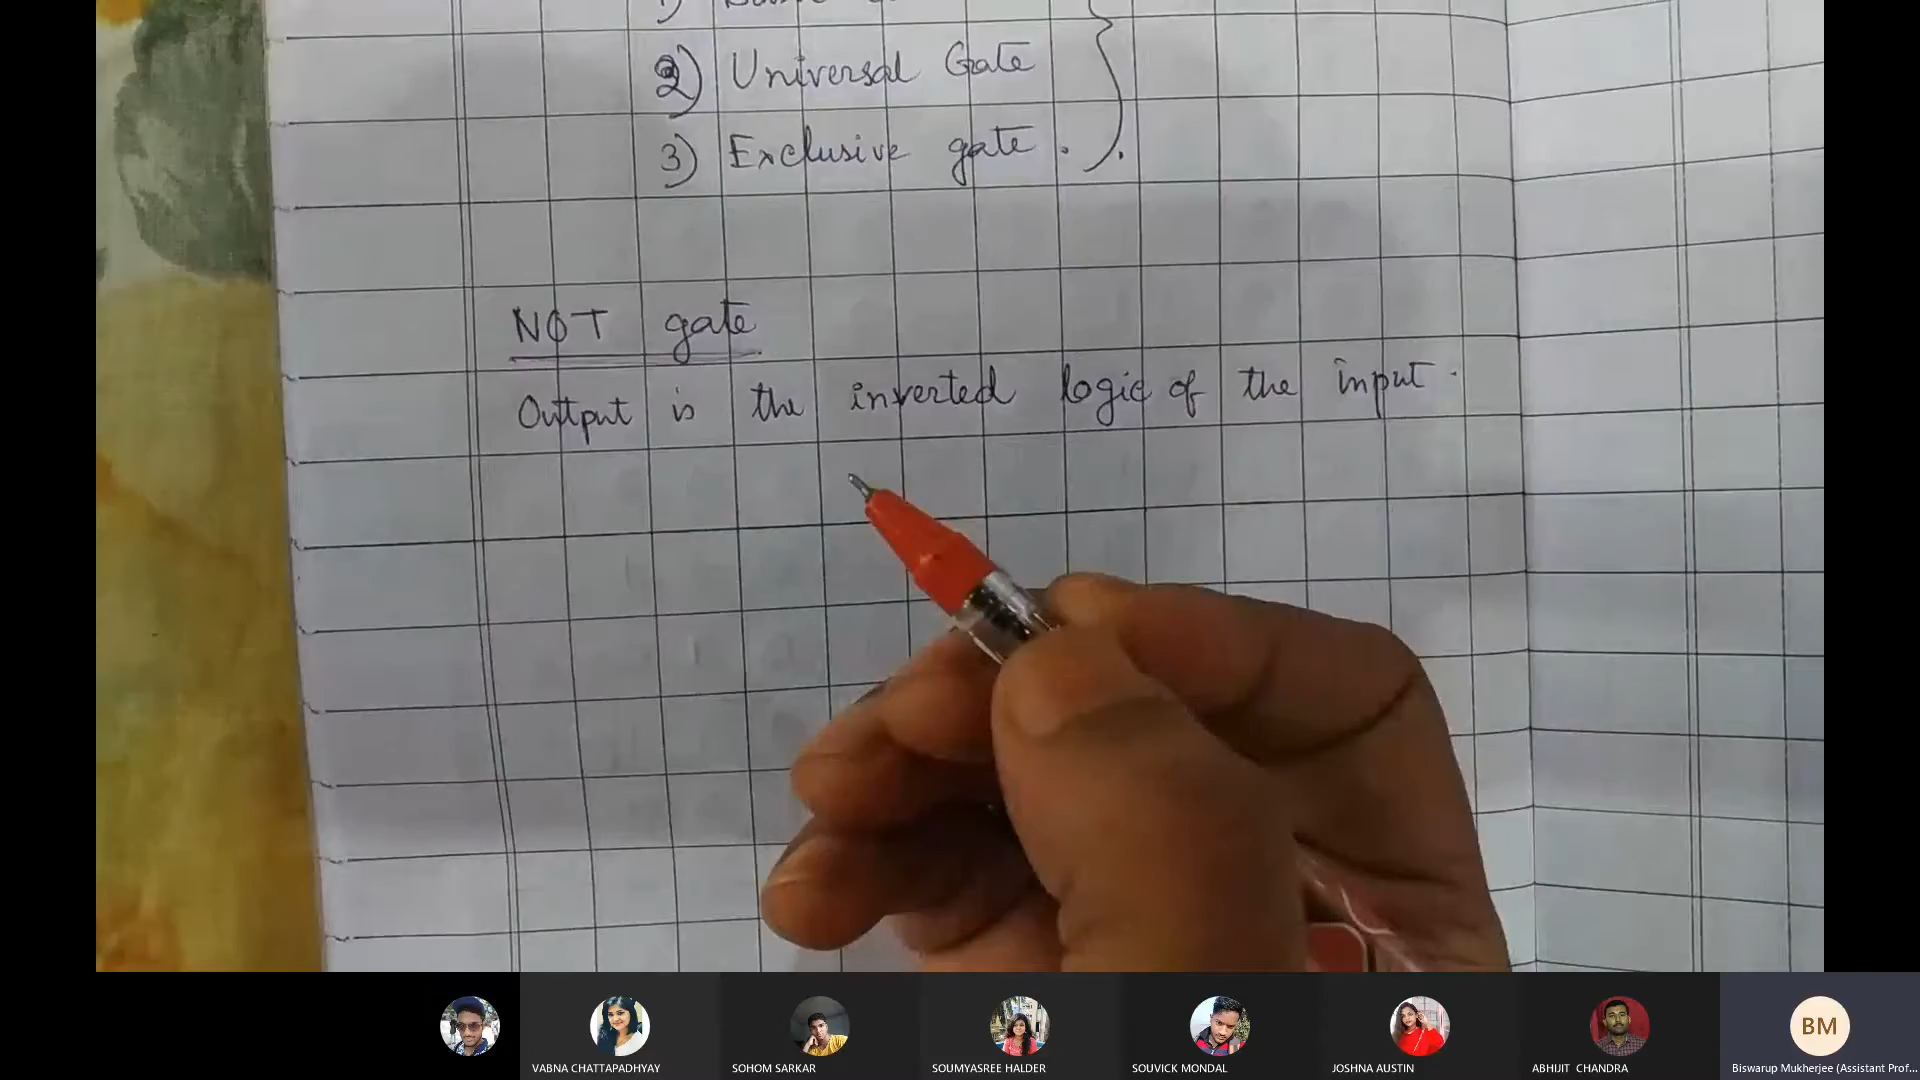 2) Universal Gate
3) Exclusive gate.
NOT gate
Output is the inverted logic of the input.
VABNA CHATTAPADHYAY
SOHOM SARKAR
SOUMYASREE HALDER
SOUVICK MONDAL
JOSHNA AUSTIN
ABHIJIT CHANDRA
BM
Biswarup Mukherjee (Assistant Prof...